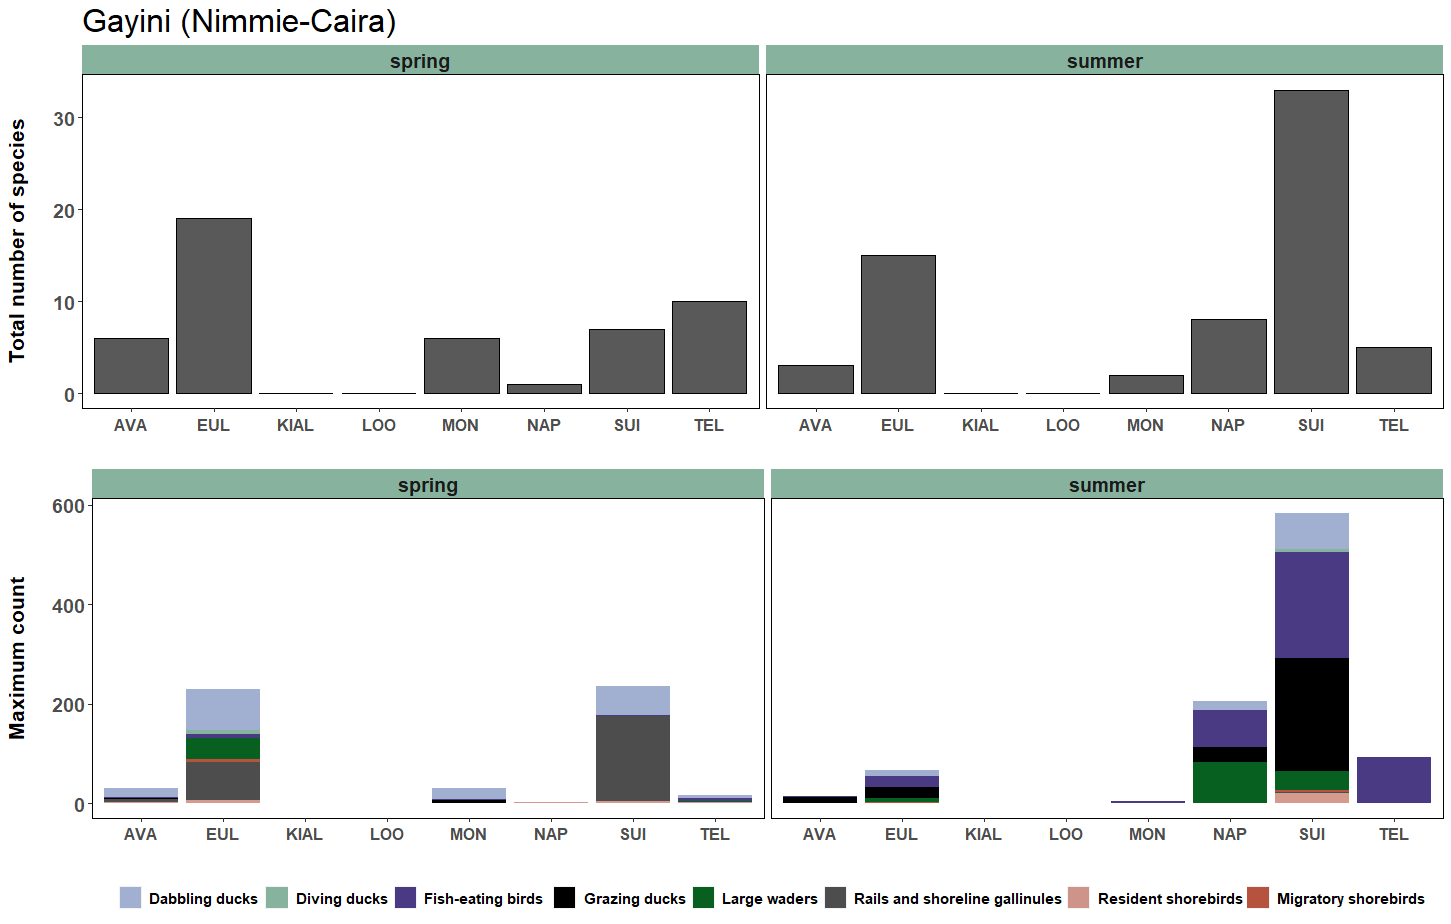 Gayini (Nimmie-Caira)
spring summer
Total number of species
30
20
10
0
AVA EUL KIAL LOO MON NAP SUI TEL AVA EUL KIAL LOO MON NAP SUI TEL
spring summer
Maximum count
600
400
200
0
AVA EUL KIAL LOO MON NAP SUI TEL AVA EUL KIAL LOO MON NAP SUI TEL
Dabbling ducks Diving ducks Fish-eating birds Grazing ducks Large waders Rails and shoreline gallinules Resident shorebirds Migratory shorebirds